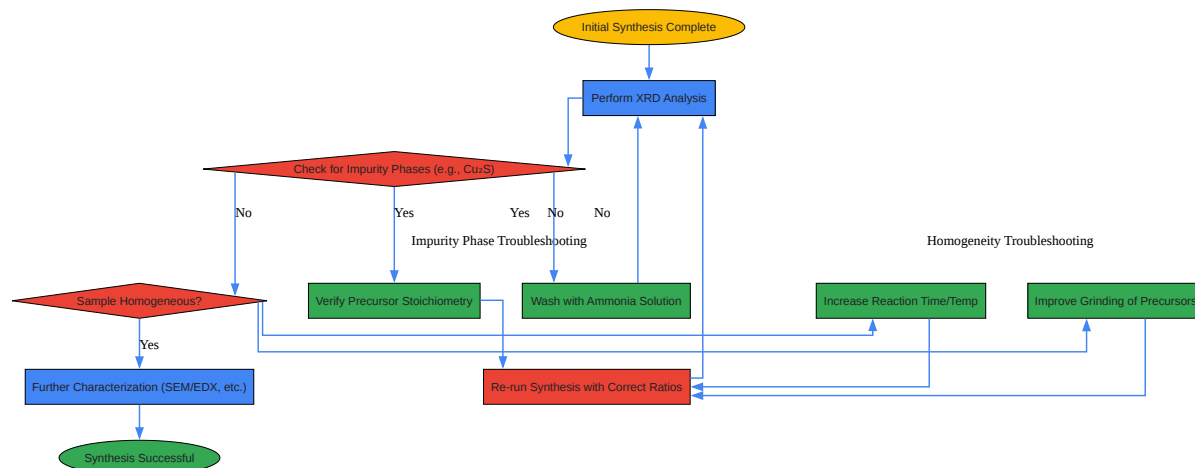 Initial Synthesis Complete
Perform XRD Analysis
Check for Impurity Phases (e.g., Cu₂S)
No
Yes
Yes
No
No
Impurity Phase Troubleshooting
Homogeneity Troubleshooting
Sample Homogeneous?
Verify Precursor Stoichiometry
Wash with Ammonia Solution
Increase Reaction Time/Temp
Improve Grinding of Precursors
Yes
Further Characterization (SEM/EDX, etc.)
Re-run Synthesis with Correct Ratios
Synthesis Successful